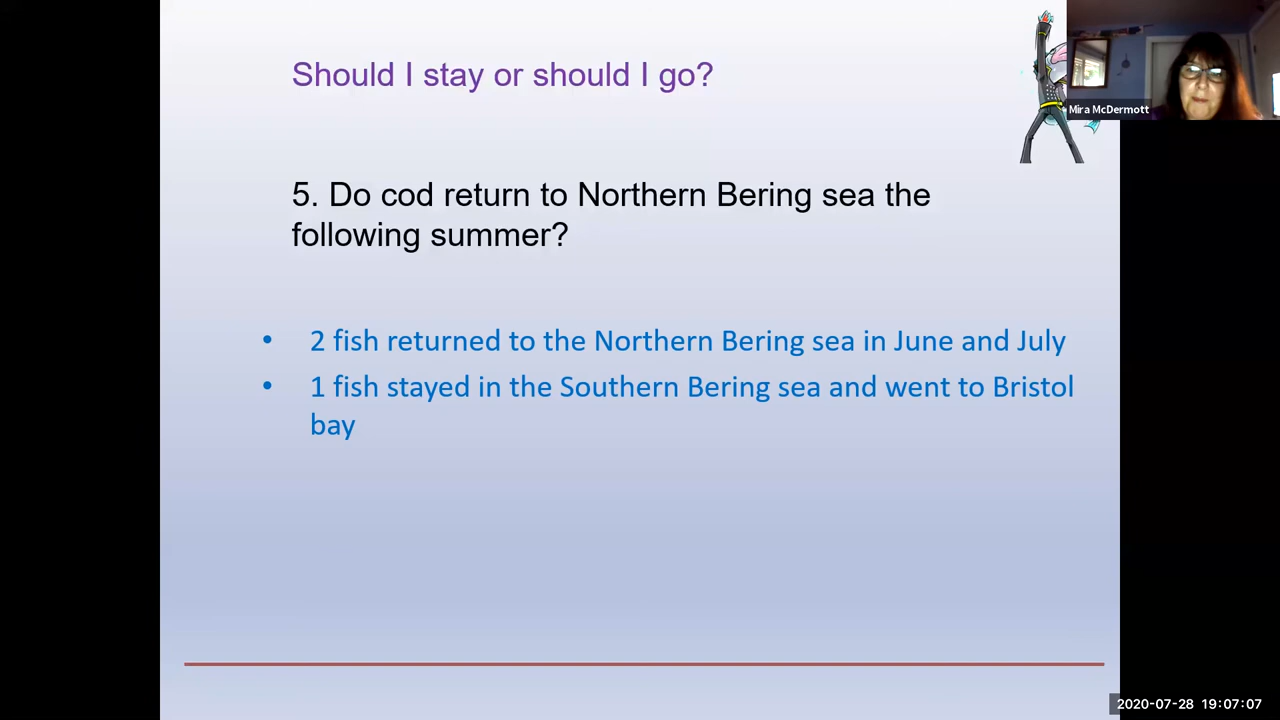 Should I stay or should I go?
Mira McDermott
5. Do cod return to Northern Bering sea the
following summer?
• 2 fish returned to the Northern Bering sea in June and July
• 1 fish stayed in the Southern Bering sea and went to Bristol
bay
2020-07-28 19:07:07